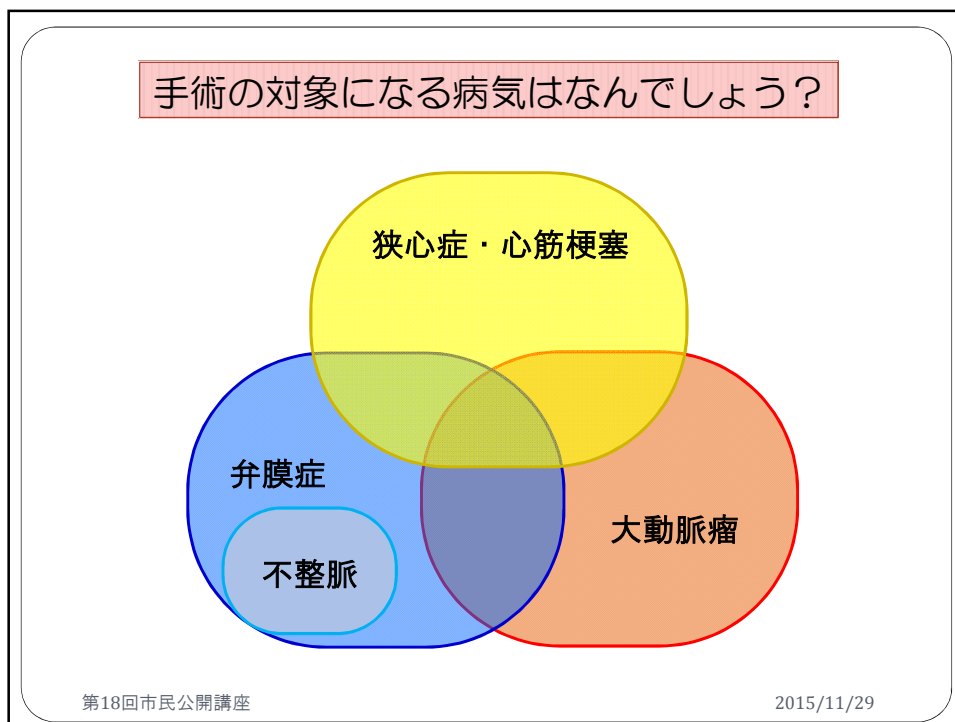 手術の対象になる病気はなんでしょう？
狭心症・心筋梗塞
弁膜症
大動脈瘤
不整脈
第18回市民公開講座
2015/11/29